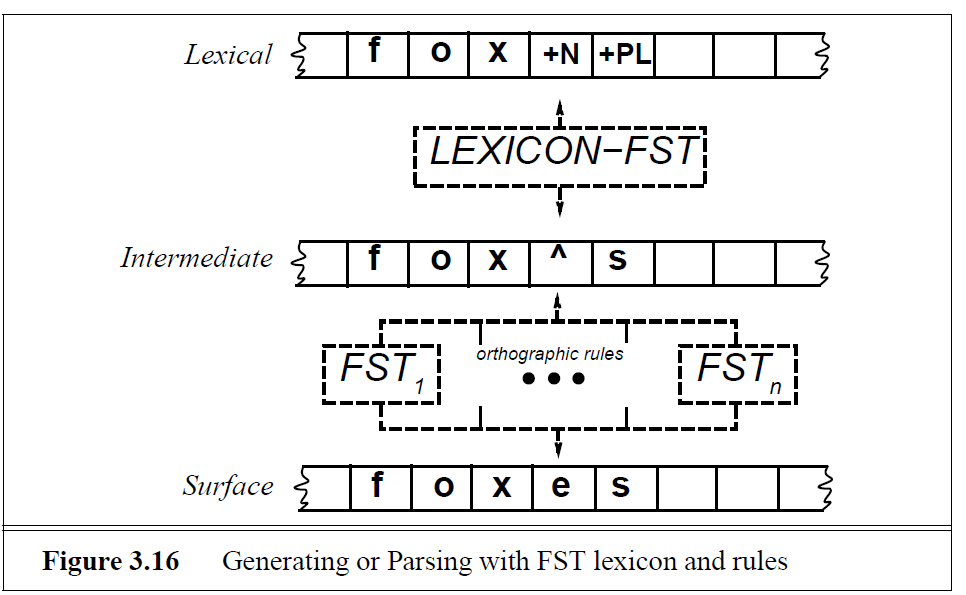 Lexical f o x +N +PL
LEXICON−FST
Intermediate f o x ^ s
orthographic rules
FST1 ● ● ● FSTn
Surface f o x e s
Figure 3.16 Generating or Parsing with FST lexicon and rules